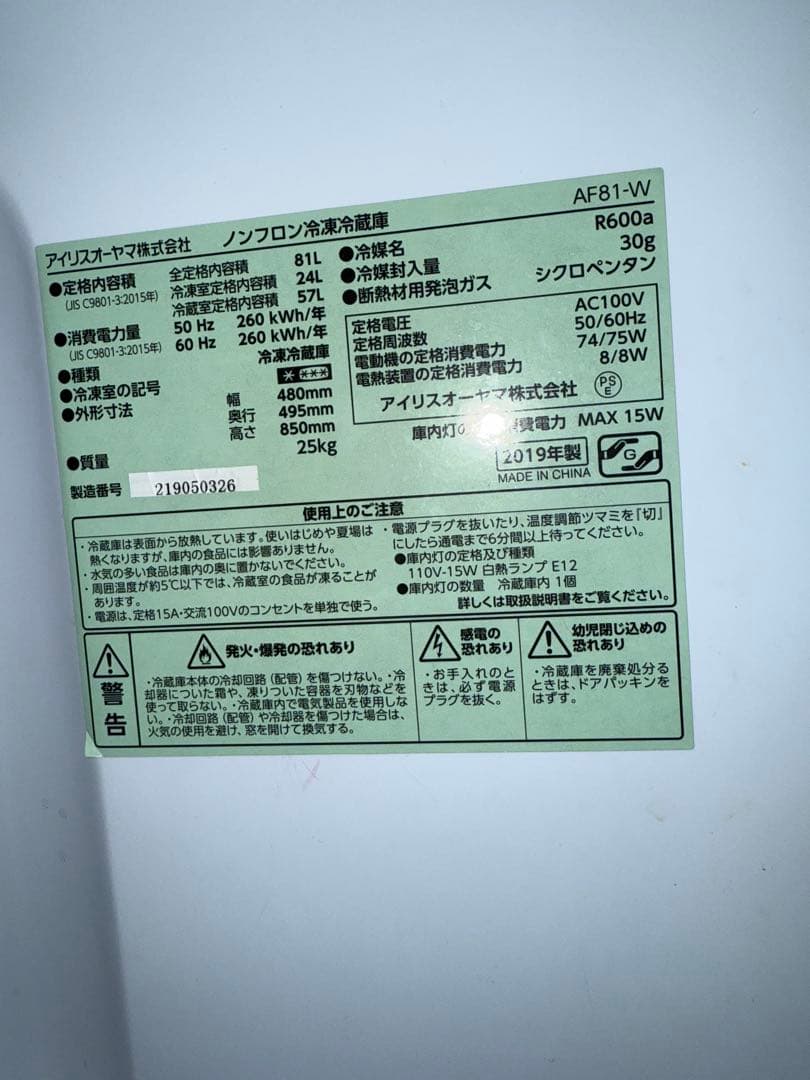 アイリスオーヤマ株式会社 ノンフロン冷凍冷蔵庫 AF81-W
●定格内容積
(JIS C9801-3:2015年)
全定格内容積 81L
冷凍室定格内容積 24L
冷蔵室定格内容積 57L
●消費電力量
(JIS C9801-3:2015年)
50 Hz 260 kWh/年
60 Hz 260 kWh/年
●種類 冷凍冷蔵庫
●冷凍室の記号 * ***
●外形寸法 幅 480mm
奥行 495mm
高さ 850mm
●質量 25kg
製造番号 219050326
●冷媒名 R600a
●冷媒封入量 30g
●断熱材用発泡ガス シクロペンタン
定格電圧 AC100V
定格周波数 50/60Hz
電動機の定格消費電力 74/75W
電熱装置の定格消費電力 8/8W
アイリスオーヤマ株式会社 PSE
庫内灯の 費電力 MAX 15W
2019年製
MADE IN CHINA
G
使用上のご注意
・冷蔵庫は表面から放熱しています。使いはじめや夏場は
熱くなりますが、庫内の食品には影響ありません。
・水気の多い食品は庫内の奥に置かないでください。
・周囲温度が約5℃以下では、冷蔵室の食品が凍ることが
あります。
・電源は、定格15A・交流100Vのコンセントを単独で使う。
・電源プラグを抜いたり、温度調節ツマミを「切」
にしたら通電まで6分間以上待ってください。
●庫内灯の定格及び種類
110V-15W 白熱ランプ E12
●庫内灯の数量 冷蔵庫内 1個
詳しくは取扱説明書をご覧ください。
警告
発火・爆発の恐れあり
・冷蔵庫本体の冷却回路（配管）を傷つけない。・冷
却器についた霜や、凍りついた容器を刃物などを
使って取らない。・冷蔵庫内で電気製品を使用しな
い。・冷却回路（配管）や冷却器を傷つけた場合は、
火気の使用を避け、窓を開けて換気する。
感電の
恐れあり
・お手入れのと
きは、必ず電源
プラグを抜く。
幼児閉じ込めの
恐れあり
・冷蔵庫を廃棄処分る
ときは、ドアパッキンを
はずす。